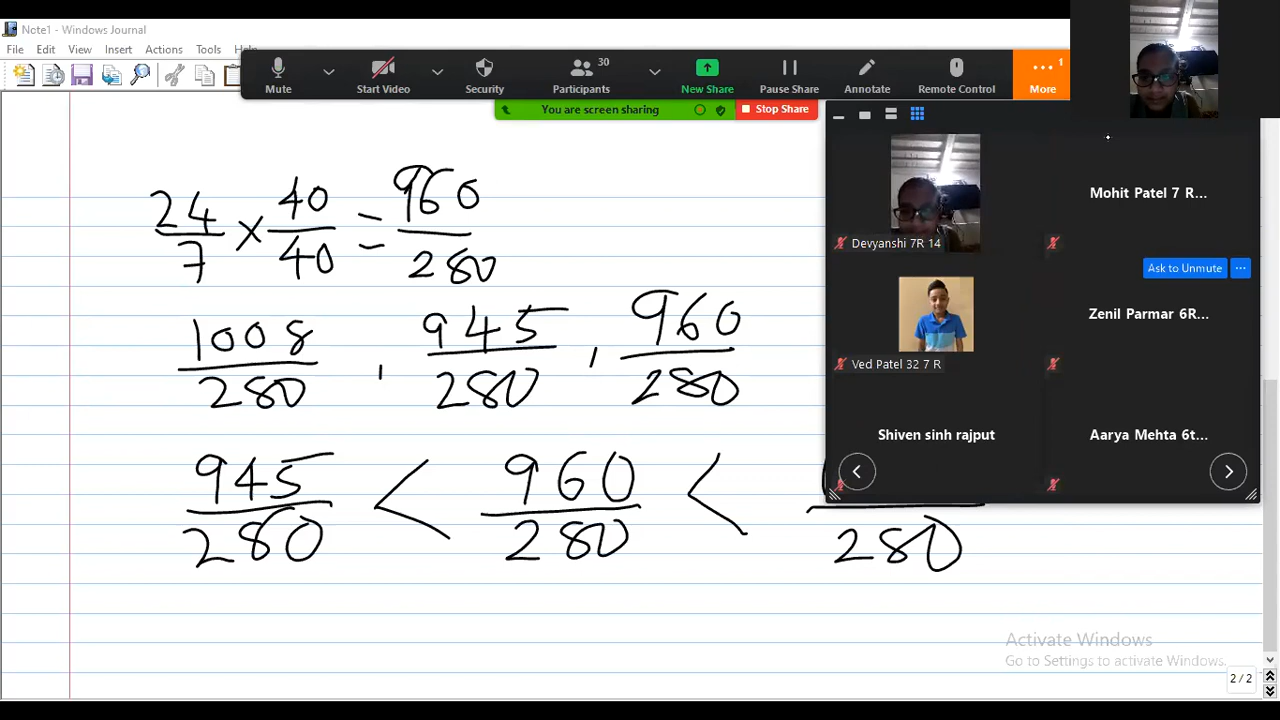 Note1 - Windows Journal
File Edit View Insert Actions Tools Help
Mute Start Video Security Participants 30 New Share Pause Share Annotate Remote Control More 1
You are screen sharing Stop Share
24/7 × 40/40 = 960/280
1008/280 , 945/280 , 960/280
945/280 < 960/280 < /280
Devyanshi 7R 14
Mohit Patel 7 R...
Ask to Unmute ...
Ved Patel 32 7 R
Zenil Parmar 6R...
Shiven sinh rajput
Aarya Mehta 6t...
Activate Windows
Go to Settings to activate Windows.
2 / 2